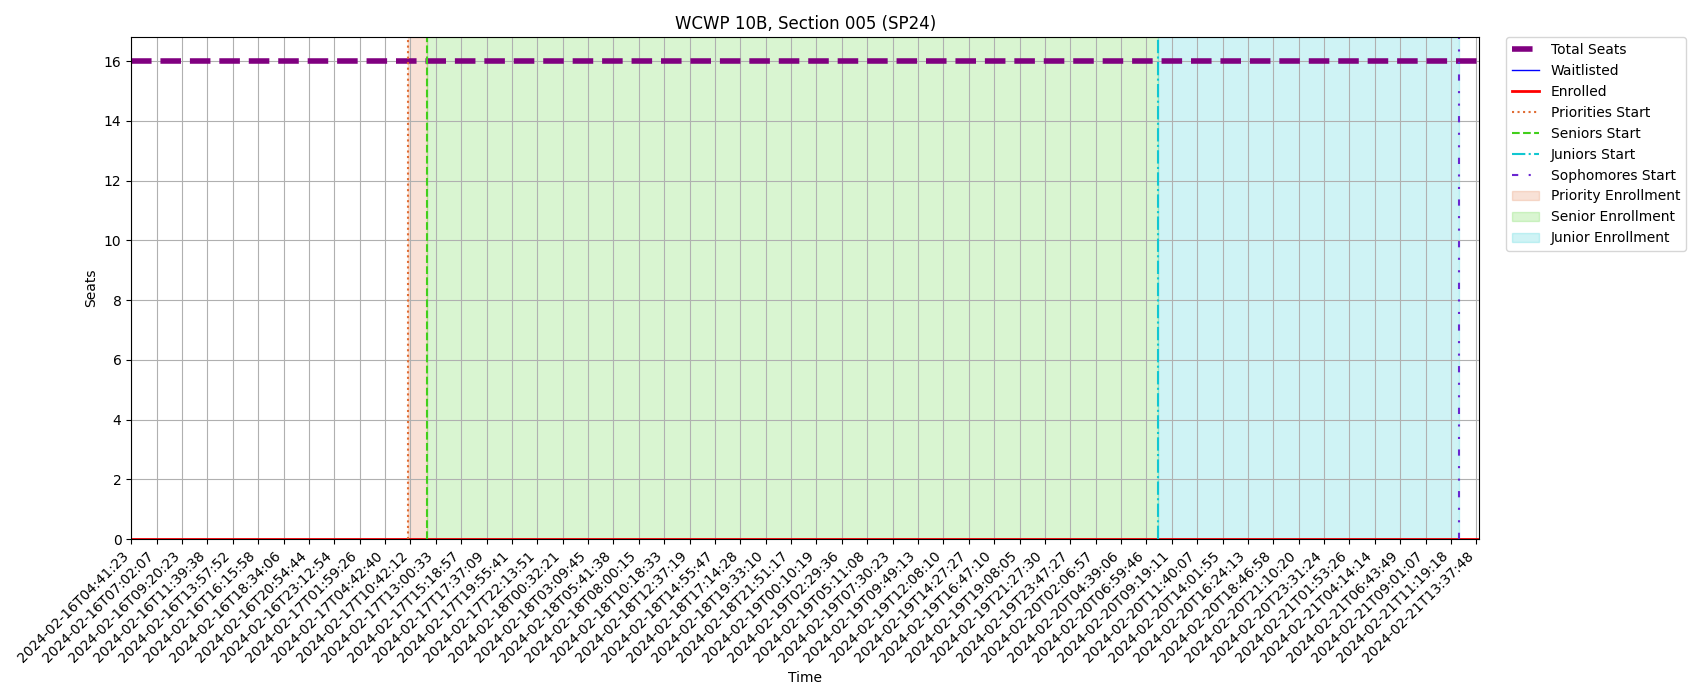 WCWP 10B, Section 005 (SP24)
Total Seats
Waitlisted
Enrolled
Priorities Start
Seniors Start
Juniors Start
Sophomores Start
Priority Enrollment
Senior Enrollment
Junior Enrollment
Seats
16
14
12
10
8
6
4
2
0
2024-02-16T04:41:23
2024-02-16T07:02:07
2024-02-16T09:20:23
2024-02-16T11:39:38
2024-02-16T13:57:52
2024-02-16T16:15:58
2024-02-16T18:34:06
2024-02-16T20:54:44
2024-02-16T23:12:54
2024-02-17T01:59:26
2024-02-17T04:42:40
2024-02-17T10:42:12
2024-02-17T13:00:33
2024-02-17T15:18:57
2024-02-17T17:37:09
2024-02-17T19:55:41
2024-02-17T22:13:51
2024-02-18T00:32:21
2024-02-18T03:09:45
2024-02-18T05:41:38
2024-02-18T08:00:15
2024-02-18T10:18:33
2024-02-18T12:37:19
2024-02-18T14:55:47
2024-02-18T17:14:28
2024-02-18T19:33:10
2024-02-18T21:51:17
2024-02-19T00:10:19
2024-02-19T02:29:36
2024-02-19T05:11:08
2024-02-19T07:30:23
2024-02-19T09:49:13
2024-02-19T12:08:10
2024-02-19T14:27:27
2024-02-19T16:47:10
2024-02-19T19:08:05
2024-02-19T21:27:30
2024-02-19T23:47:27
2024-02-20T02:06:57
2024-02-20T04:39:06
2024-02-20T06:59:46
2024-02-20T09:19:11
2024-02-20T11:40:07
2024-02-20T14:01:55
2024-02-20T16:24:13
2024-02-20T18:46:58
2024-02-20T21:10:20
2024-02-20T23:31:24
2024-02-21T01:53:26
2024-02-21T04:14:14
2024-02-21T06:43:49
2024-02-21T09:01:07
2024-02-21T11:19:18
2024-02-21T13:37:48
Time